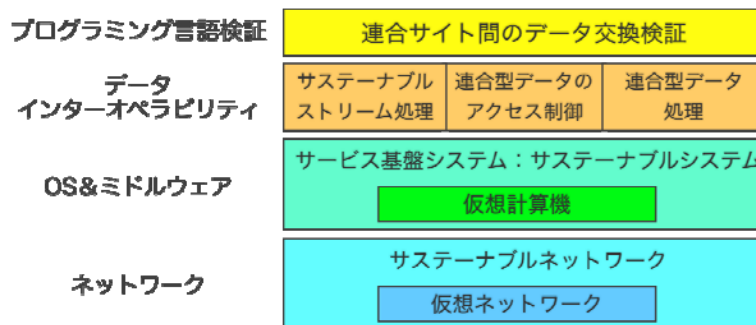 プログラミング言語検証
連合サイト間のデータ交換検証
データ
インターオペラビリティ
サステーナブル
ストリーム処理
連合型データの
アクセス制御
連合型データ
処理
OS&ミドルウェア
サービス基盤システム：サステーナブルシステム
仮想計算機
ネットワーク
サステーナブルネットワーク
仮想ネットワーク